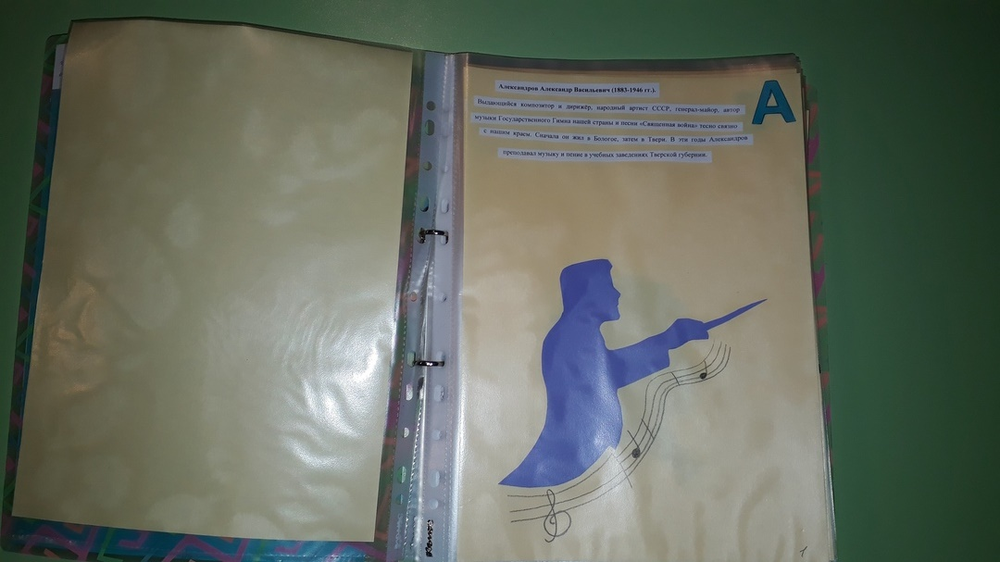 Александров Александр Васильевич (1883-1946 гг.).
А
Выдающийся композитор и дирижёр, народный артист СССР, генерал-майор, автор
музыки Государственного Гимна нашей страны и песни «Священная война» тесно связно
с нашим краем. Сначала он жил в Бологое, затем в Твери. В эти годы Александров
преподавал музыку и пение в учебных заведениях Тверской губернии.
1